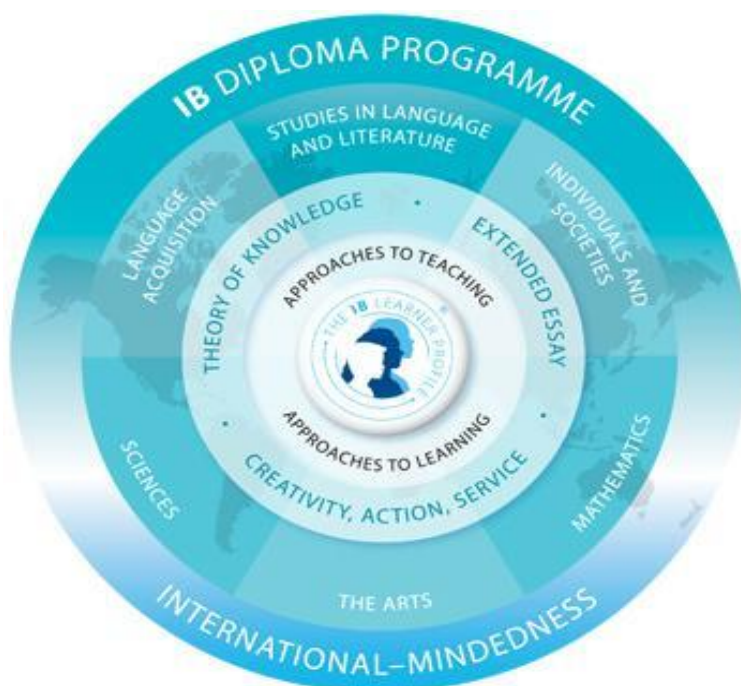 IB DIPLOMA PROGRAMME
STUDIES IN LANGUAGE
AND LITERATURE
LANGUAGE
ACQUISITION
INDIVIDUALS AND
SOCIETIES
THEORY OF KNOWLEDGE
·
EXTENDED ESSAY
APPROACHES TO TEACHING
THE IB LEARNER PROFILE
®
APPROACHES TO LEARNING
· CREATIVITY, ACTION, SERVICE ·
SCIENCES
MATHEMATICS
THE ARTS
INTERNATIONAL–MINDEDNESS